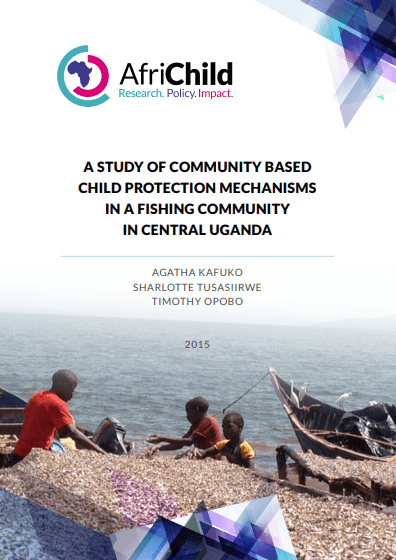 AfriChild
Research. Policy. Impact.
A STUDY OF COMMUNITY BASED
CHILD PROTECTION MECHANISMS
IN A FISHING COMMUNITY
IN CENTRAL UGANDA
AGATHA KAFUKO
SHARLOTTE TUSASIIRWE
TIMOTHY OPOBO
2015